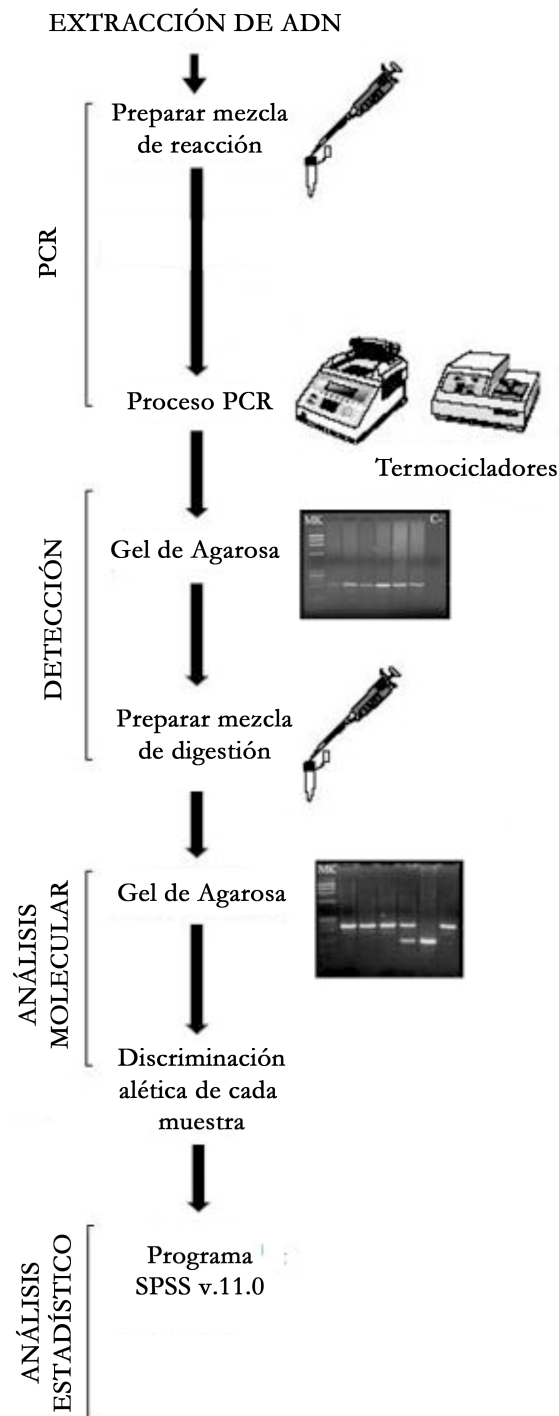 EXTRACCIÓN DE ADN
PCR
Preparar mezcla
de reacción
Proceso PCR
Termocicladores
DETECCIÓN
Gel de Agarosa
MK
C-
Preparar mezcla
de digestión
ANÁLISIS
MOLECULAR
Gel de Agarosa
MK
Discriminación
alética de cada
muestra
ANÁLISIS
ESTADÍSTICO
Programa
SPSS v.11.0